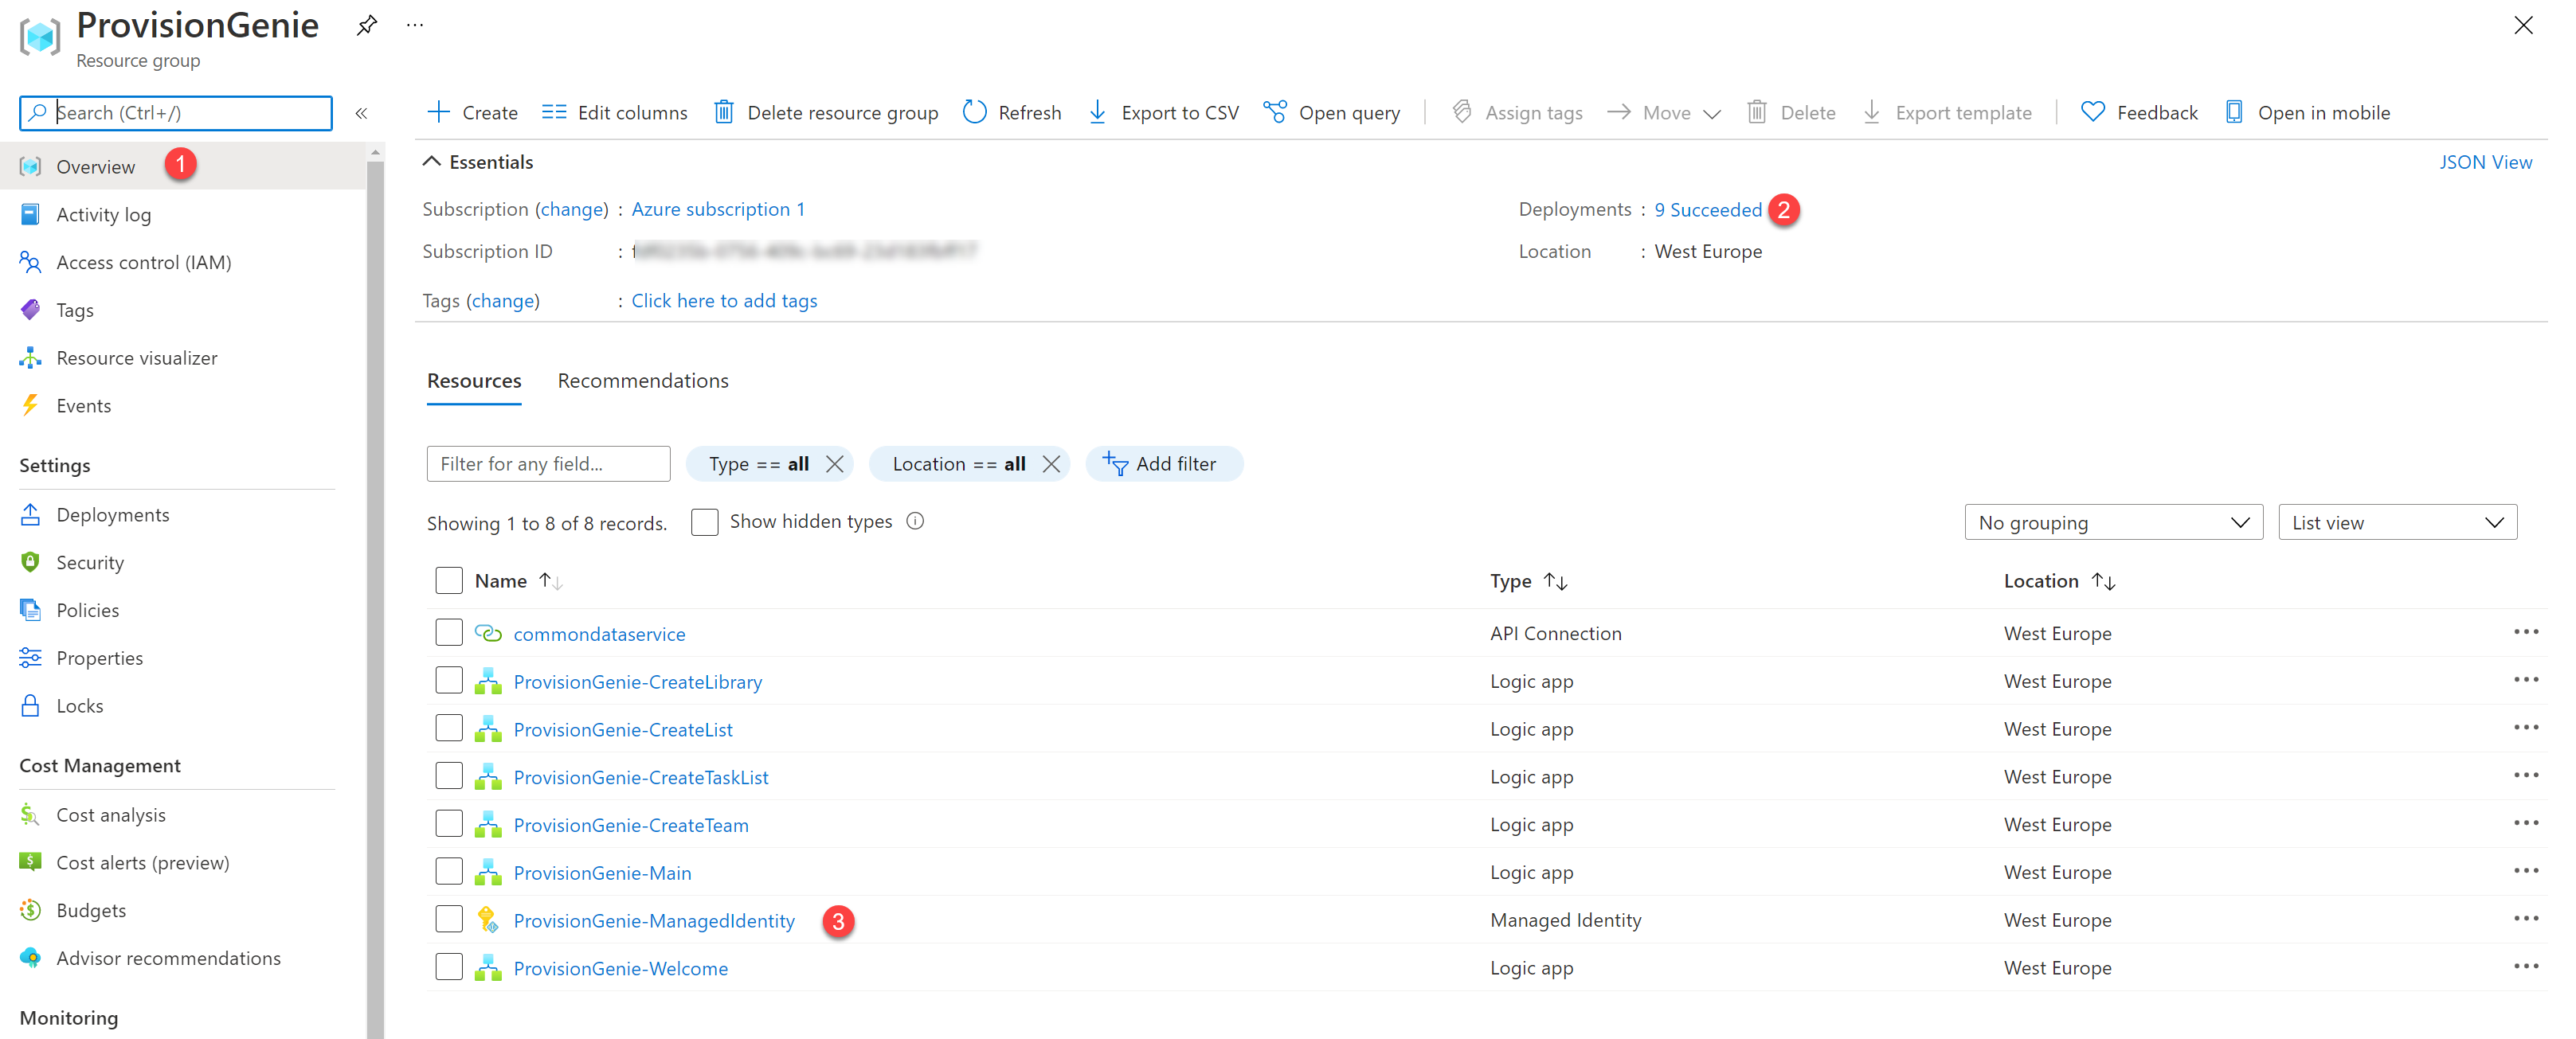 ProvisionGenie
Resource group
Search (Ctrl+/)
Overview 1
Activity log
Access control (IAM)
Tags
Resource visualizer
Events
Settings
Deployments
Security
Policies
Properties
Locks
Cost Management
Cost analysis
Cost alerts (preview)
Budgets
Advisor recommendations
Monitoring
Create Edit columns Delete resource group Refresh Export to CSV Open query Assign tags Move Delete Export template Feedback Open in mobile
Essentials JSON View
Subscription (change) : Azure subscription 1 Deployments : 9 Succeeded 2
Subscription ID : Location : West Europe
Tags (change) : Click here to add tags
Resources Recommendations
Filter for any field... Type == all Location == all Add filter
Showing 1 to 8 of 8 records. Show hidden types No grouping List view
Name Type Location
commondataservice API Connection West Europe
ProvisionGenie-CreateLibrary Logic app West Europe
ProvisionGenie-CreateList Logic app West Europe
ProvisionGenie-CreateTaskList Logic app West Europe
ProvisionGenie-CreateTeam Logic app West Europe
ProvisionGenie-Main Logic app West Europe
ProvisionGenie-ManagedIdentity 3 Managed Identity West Europe
ProvisionGenie-Welcome Logic app West Europe